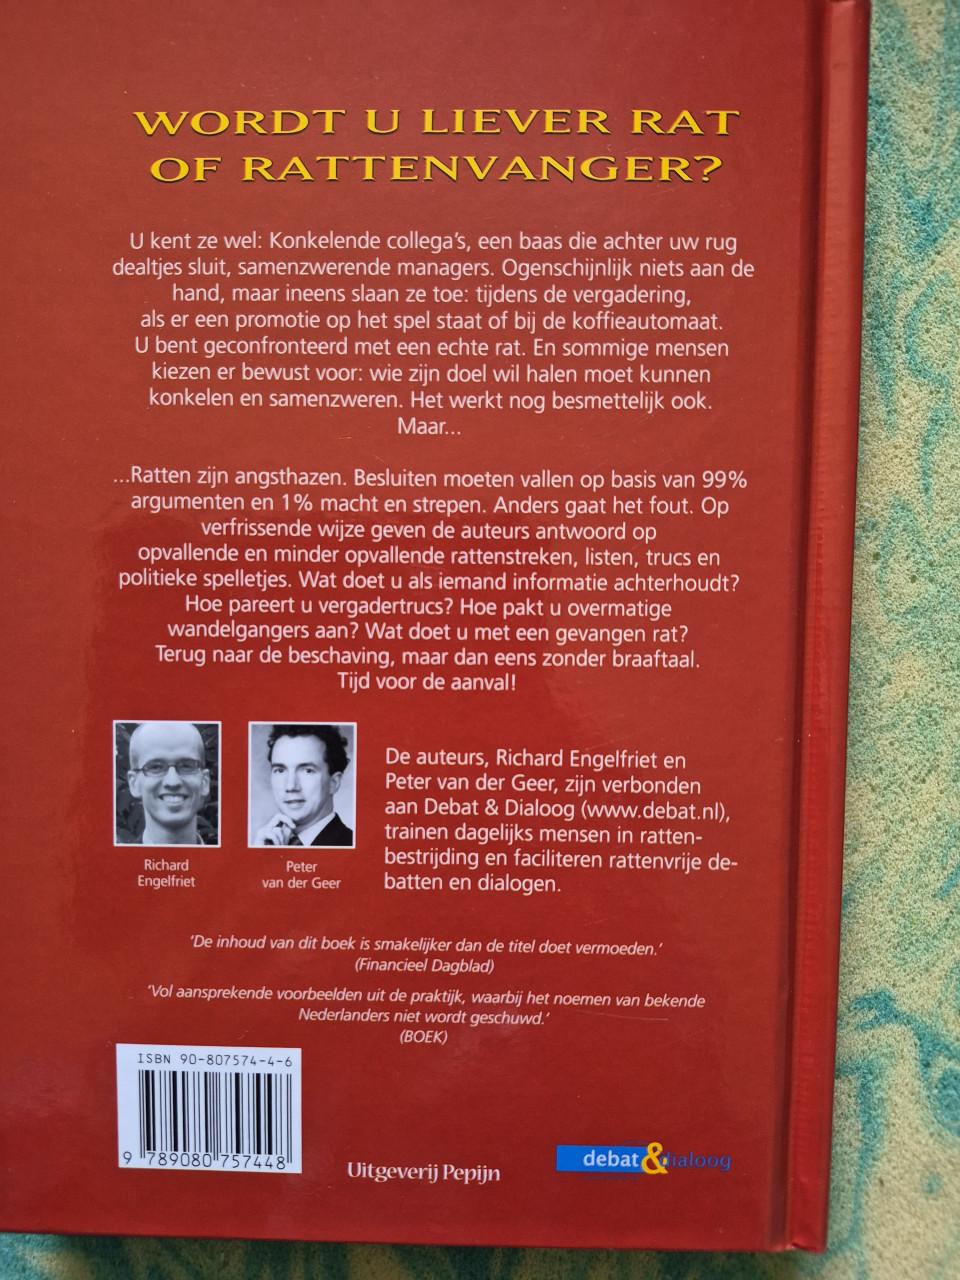 WORDT U LIEVER RAT
OF RATTENVANGER?
U kent ze wel: Konkelende collega's, een baas die achter uw rug
dealtjes sluit, samenzwerende managers. Ogenschijnlijk niets aan de
hand, maar ineens slaan ze toe: tijdens de vergadering,
als er een promotie op het spel staat of bij de koffieautomaat.
U bent geconfronteerd met een echte rat. En sommige mensen
kiezen er bewust voor: wie zijn doel wil halen moet kunnen
konkelen en samenzweren. Het werkt nog besmettelijk ook.
Maar...
...Ratten zijn angsthazen. Besluiten moeten vallen op basis van 99%
argumenten en 1% macht en strepen. Anders gaat het fout. Op
verfrissende wijze geven de auteurs antwoord op
opvallende en minder opvallende rattenstreken, listen, trucs en
politieke spelletjes. Wat doet u als iemand informatie achterhoudt?
Hoe pareert u vergadertrucs? Hoe pakt u overmatige
wandelgangers aan? Wat doet u met een gevangen rat?
Terug naar de beschaving, maar dan eens zonder braaftaal.
Tijd voor de aanval!
De auteurs, Richard Engelfriet en
Peter van der Geer, zijn verbonden
aan Debat & Dialoog (www.debat.nl),
trainen dagelijks mensen in ratten-
bestrijding en faciliteren rattenvrije de-
batten en dialogen.
Richard
Engelfriet
Peter
van der Geer
'De inhoud van dit boek is smakelijker dan de titel doet vermoeden.'
(Financieel Dagblad)
'Vol aansprekende voorbeelden uit de praktijk, waarbij het noemen van bekende
Nederlanders niet wordt geschuwd.'
(BOEK)
ISBN 90-807574-4-6
9 789080 757448
Uitgeverij Pepijn
debat&dialoog